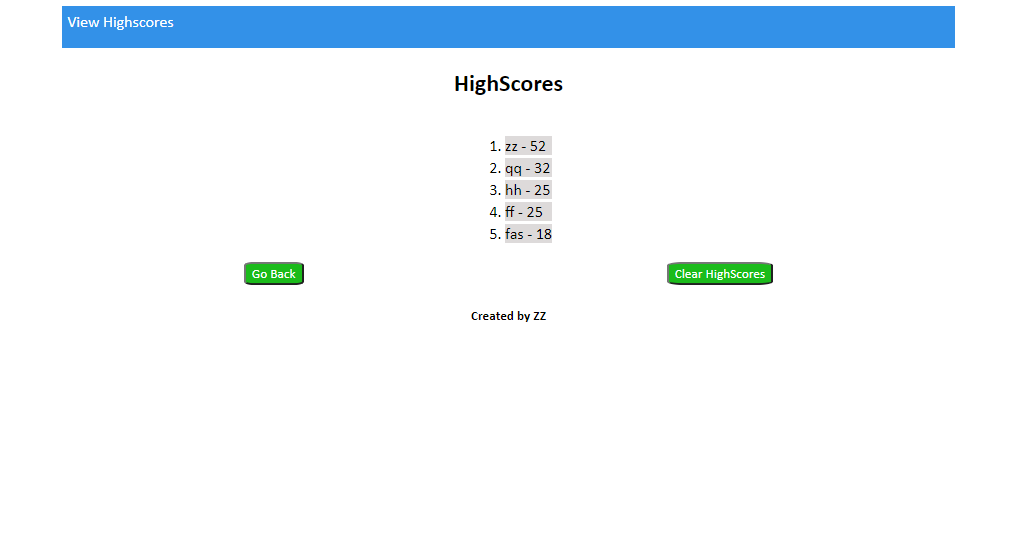 View Highscores
HighScores
1. zz - 52
2. qq - 32
3. hh - 25
4. ff - 25
5. fas - 18
Go Back
Clear HighScores
Created by ZZ